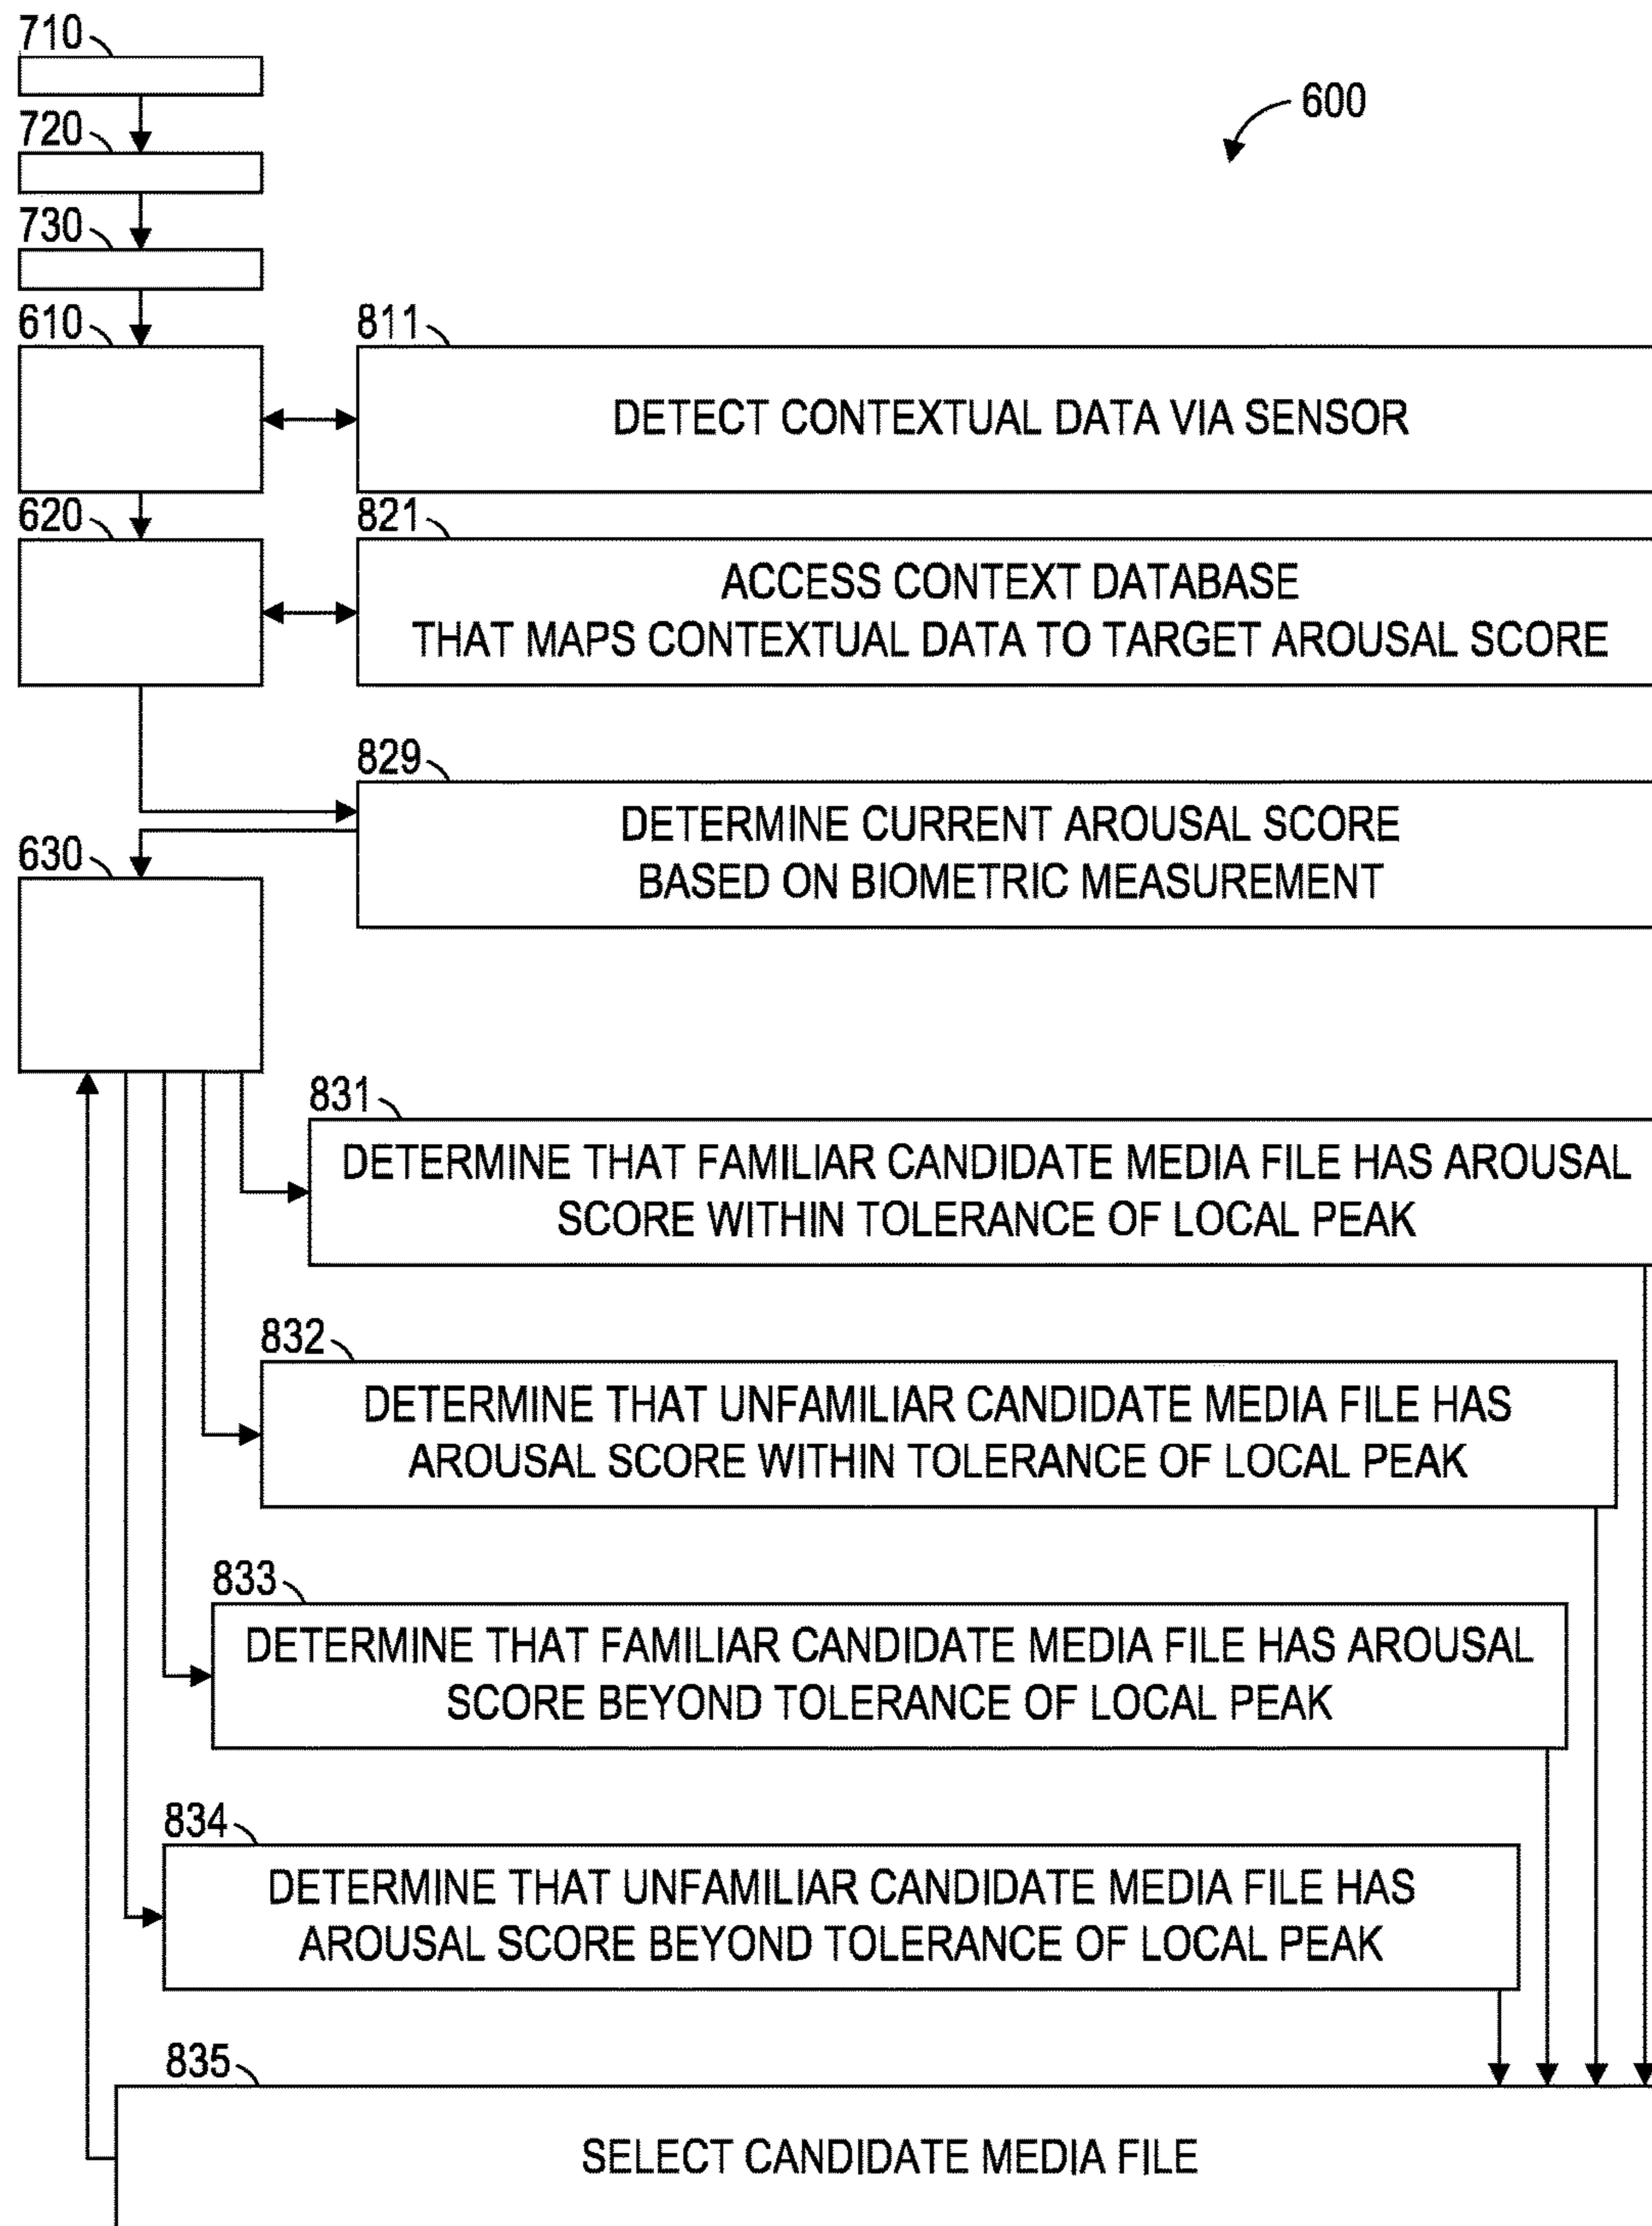 710
600
720
730
610
811
DETECT CONTEXTUAL DATA VIA SENSOR
620
821
ACCESS CONTEXT DATABASE
THAT MAPS CONTEXTUAL DATA TO TARGET AROUSAL SCORE
829
DETERMINE CURRENT AROUSAL SCORE
BASED ON BIOMETRIC MEASUREMENT
630
831
DETERMINE THAT FAMILIAR CANDIDATE MEDIA FILE HAS AROUSAL
SCORE WITHIN TOLERANCE OF LOCAL PEAK
832
DETERMINE THAT UNFAMILIAR CANDIDATE MEDIA FILE HAS
AROUSAL SCORE WITHIN TOLERANCE OF LOCAL PEAK
833
DETERMINE THAT FAMILIAR CANDIDATE MEDIA FILE HAS AROUSAL
SCORE BEYOND TOLERANCE OF LOCAL PEAK
834
DETERMINE THAT UNFAMILIAR CANDIDATE MEDIA FILE HAS
AROUSAL SCORE BEYOND TOLERANCE OF LOCAL PEAK
835
SELECT CANDIDATE MEDIA FILE